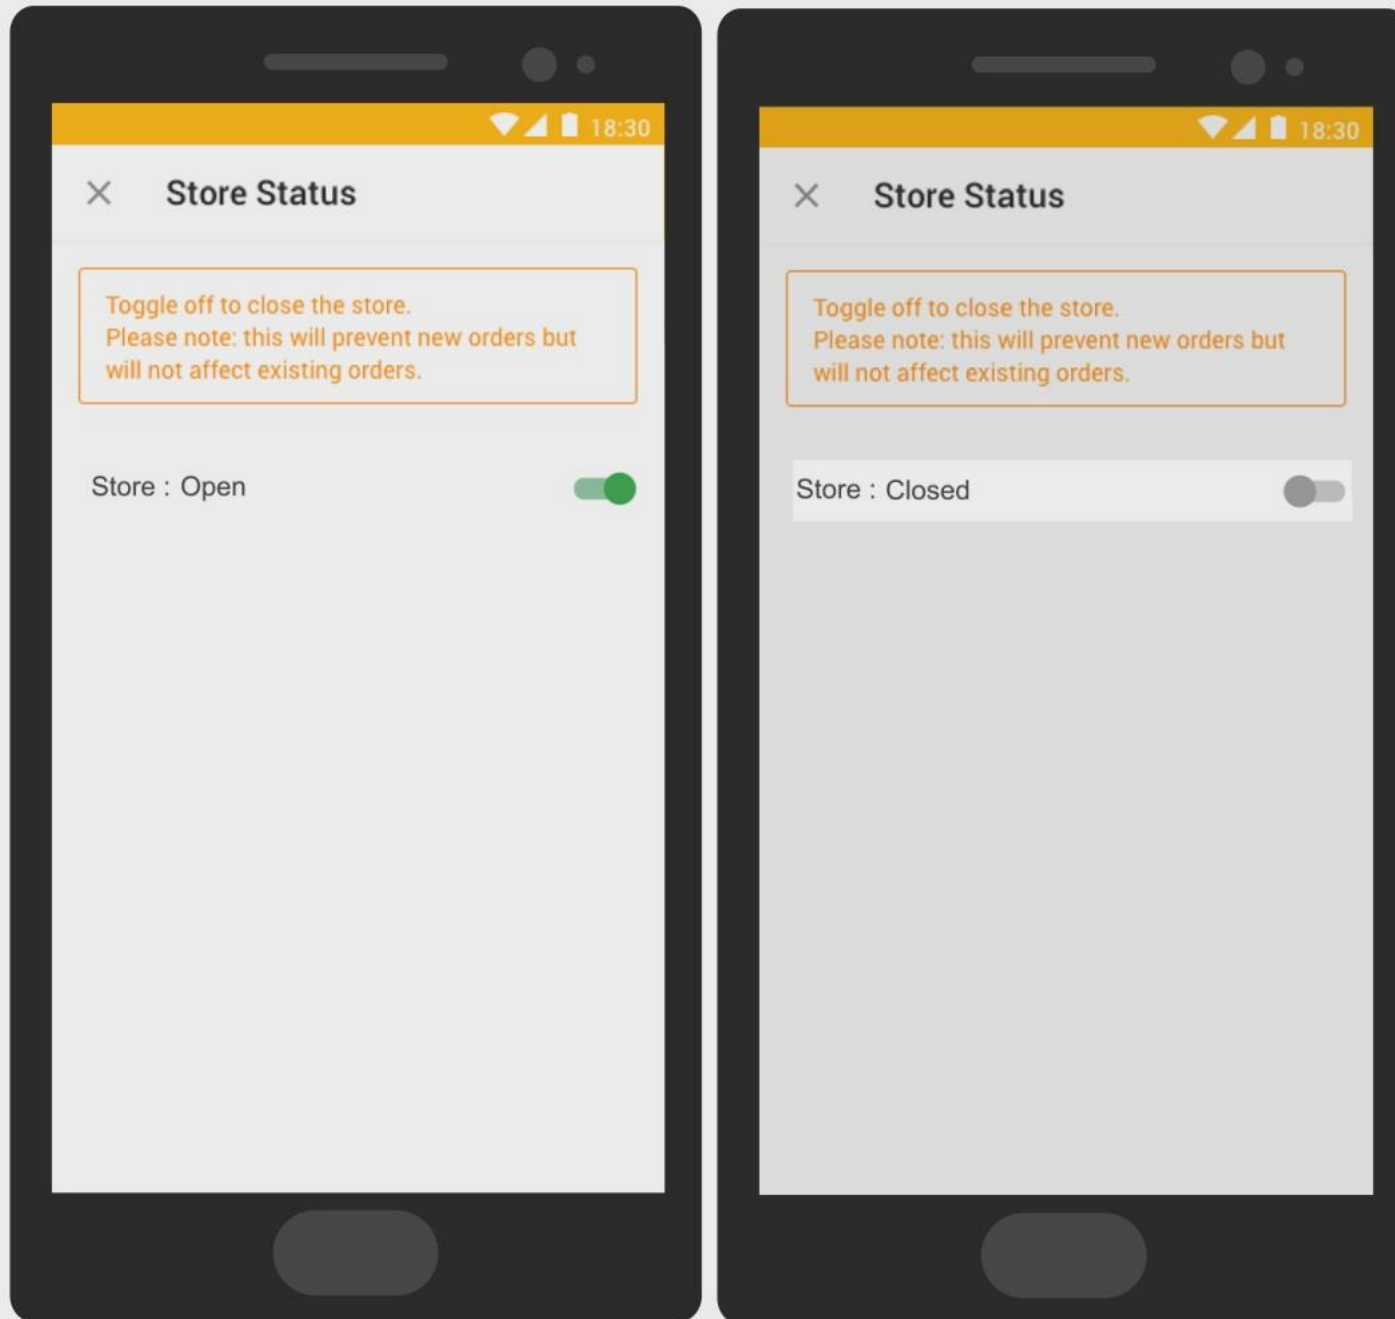 18:30
Store Status
Toggle off to close the store.
Please note: this will prevent new orders but
will not affect existing orders.
Store : Open
18:30
Store Status
Toggle off to close the store.
Please note: this will prevent new orders but
will not affect existing orders.
Store : Closed